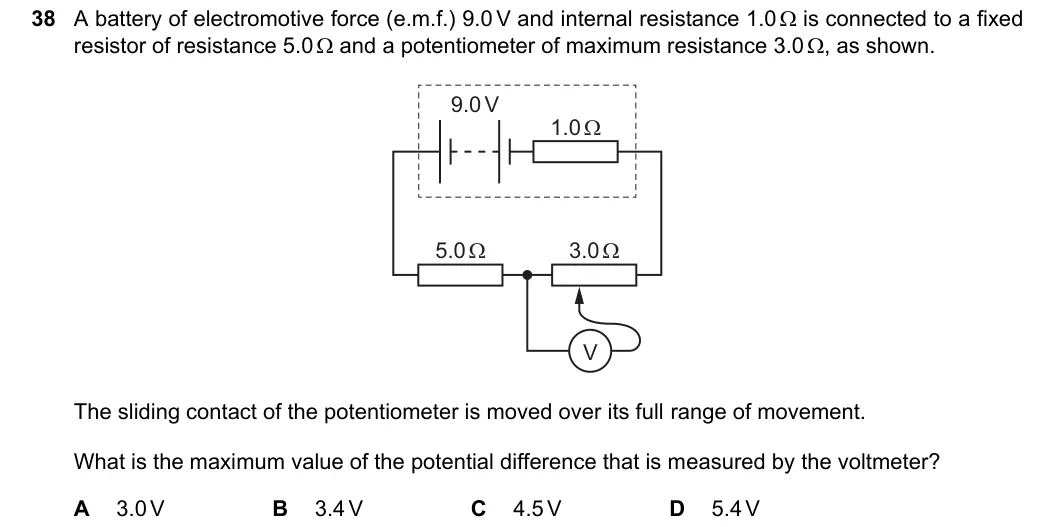 38 A battery of electromotive force (e.m.f.) 9.0 V and internal resistance 1.0 Ω is connected to a fixed
resistor of resistance 5.0 Ω and a potentiometer of maximum resistance 3.0 Ω, as shown.
9.0 V
1.0 Ω
5.0 Ω 3.0 Ω
V
The sliding contact of the potentiometer is moved over its full range of movement.
What is the maximum value of the potential difference that is measured by the voltmeter?
A 3.0 V B 3.4 V C 4.5 V D 5.4 V